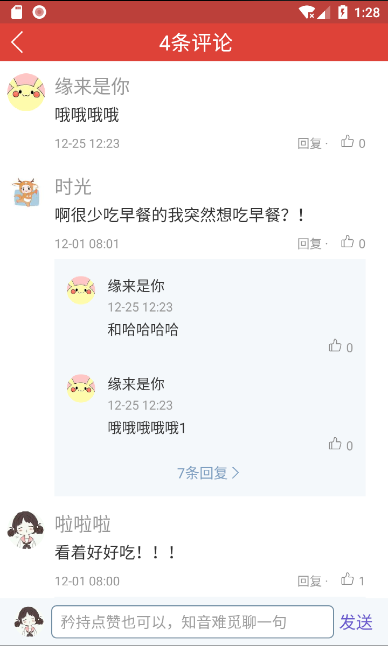 1:28
4条评论
缘来是你
哦哦哦哦
12-25 12:23 回复 · 0
时光
啊很少吃早餐的我突然想吃早餐？！
12-01 08:01 回复 · 0
缘来是你
12-25 12:23
和哈哈哈哈
0
缘来是你
12-25 12:23
哦哦哦哦哦1
0
7条回复
啦啦啦
看着好好吃！！！
12-01 08:00 回复 · 1
矜持点赞也可以，知音难觅聊一句 发送